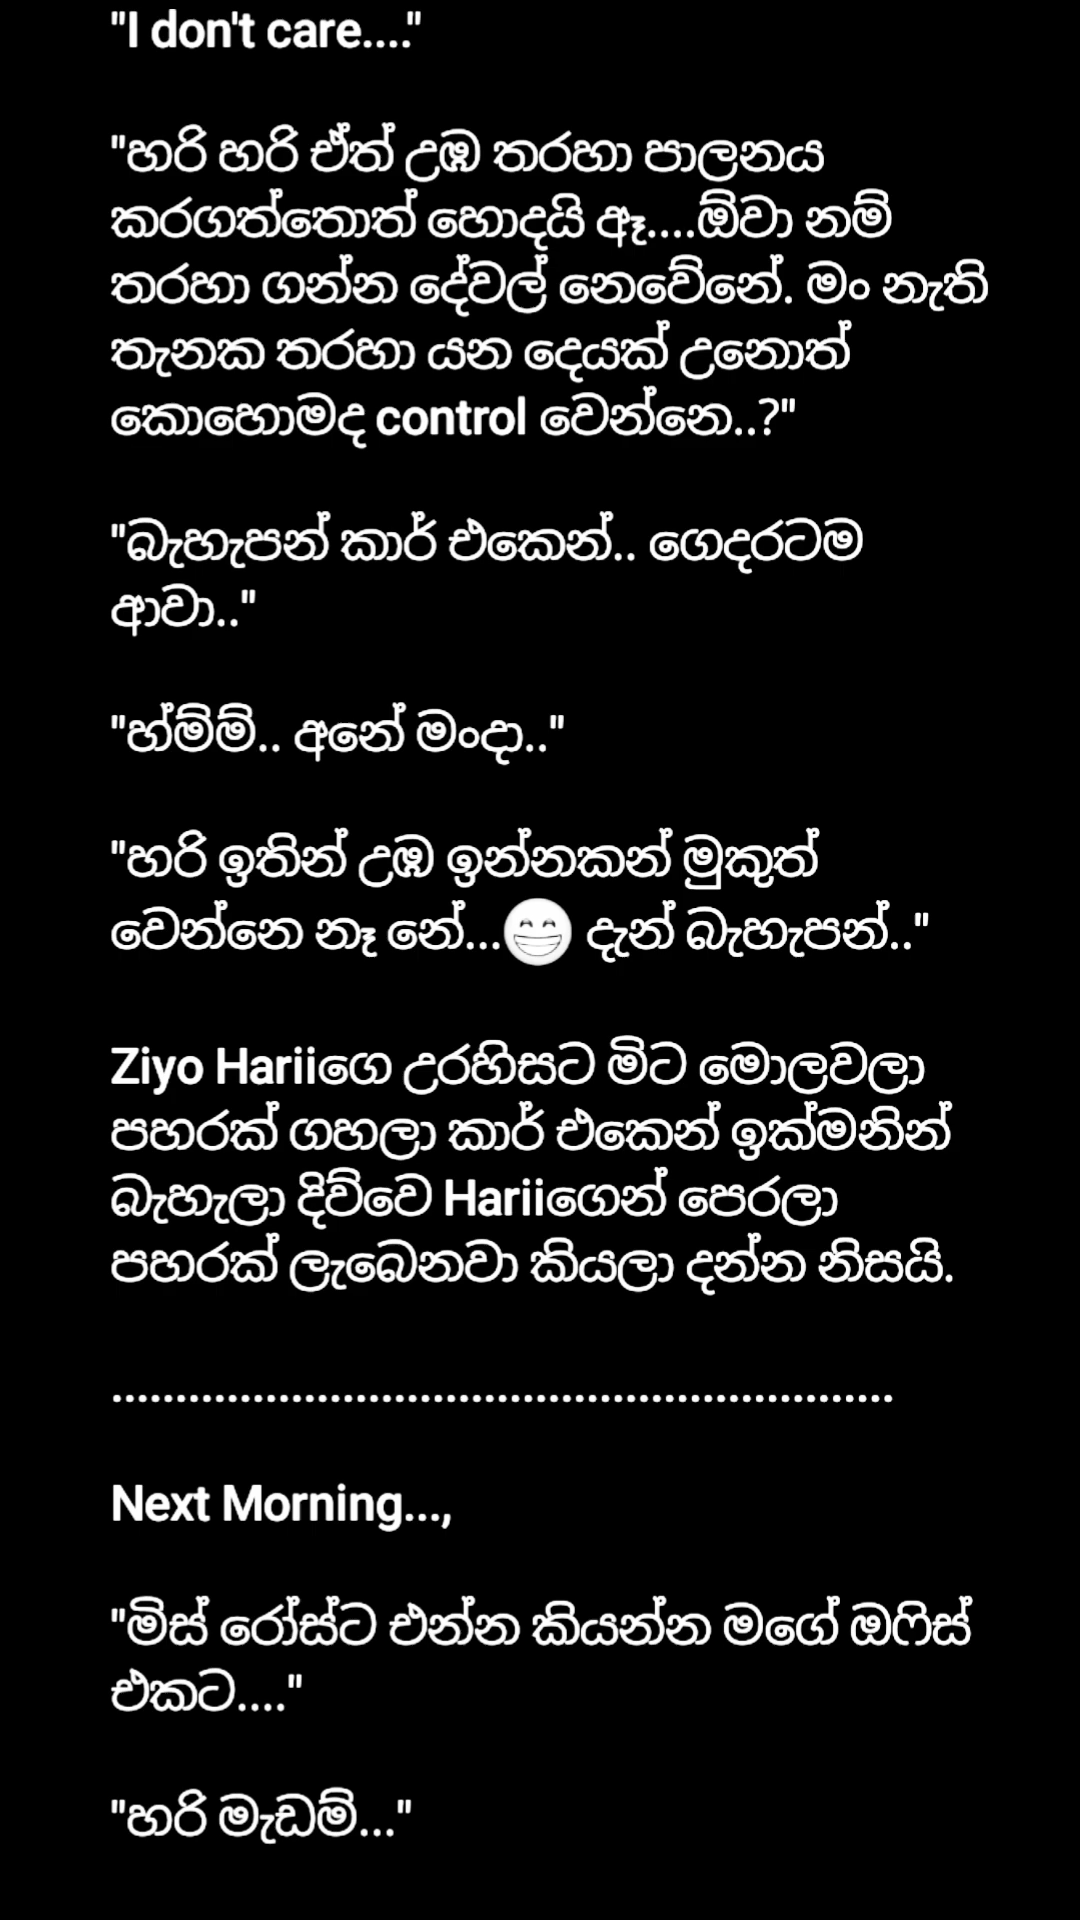 "I don't care...."
"හරි හරි ඒත් උඹ තරහා පාලනය
කරගත්තොත් හොදයි ඈ....ඕවා නම්
තරහා ගන්න දේවල් නෙවේනේ. මං නැති
තැනක තරහා යන දෙයක් උනොත්
කොහොමද control වෙන්නෙ..?"
"බැහැපන් කාර් එකෙන්.. ගෙදරටම
ආවා.."
"හ්ම්ම්.. අනේ මංදා.."
"හරි ඉතින් උඹ ඉන්නකන් මුකුත්
වෙන්නෙ නෑ නේ...😁 දැන් බැහැපන්.."
Ziyo Hariiගෙ උරහිසට මිට මොලවලා
පහරක් ගහලා කාර් එකෙන් ඉක්මනින්
බැහැලා දිව්වෙ Hariiගෙන් පෙරලා
පහරක් ලැබෙනවා කියලා දන්න නිසයි.
..............................................................
Next Morning...,
"මිස් රෝස්ට එන්න කියන්න මගේ ඔෆිස්
එකට...."
"හරි මැඩම්..."